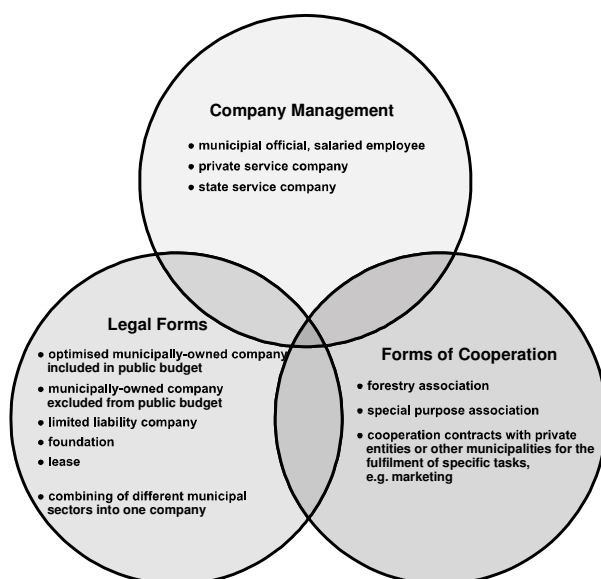 Company Management
● municipial official, salaried employee
● private service company
● state service company
Legal Forms
● optimised municipally-owned company
included in public budget
● municipally-owned company
excluded from public budget
● limited liability company
● foundation
● lease
● combining of different municipal
sectors into one company
Forms of Cooperation
● forestry association
● special purpose association
● cooperation contracts with private
entities or other municipalities for the
fulfilment of specific tasks,
e.g. marketing